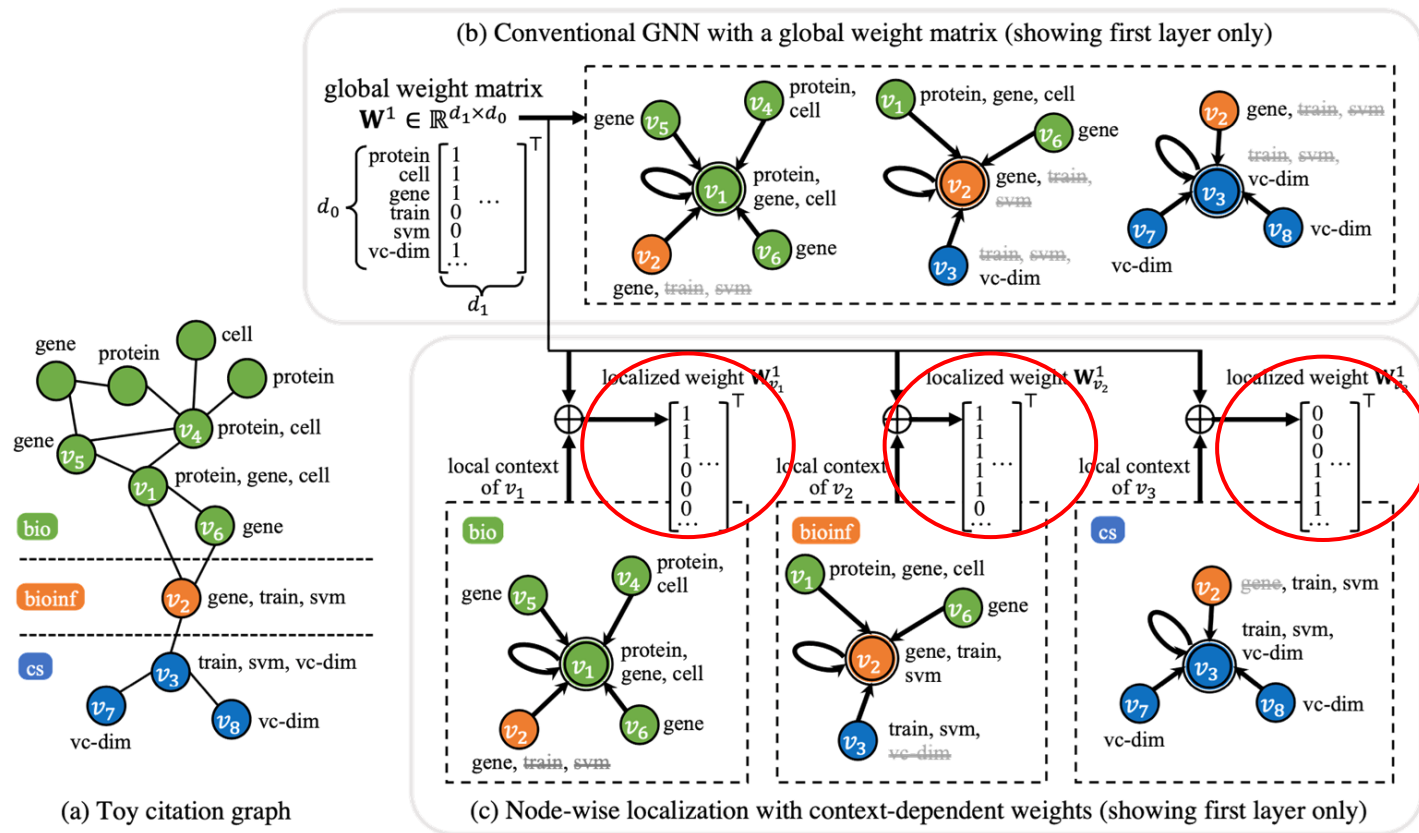 (b) Conventional GNN with a global weight matrix (showing first layer only)
global weight matrix
W¹ ∈ ℝ^{d₁×d₀}
protein 1
cell 1
gene 1
train 0 ...
svm 0
vc-dim 1
...
⊤
d₀
d₁
gene v₅
v₄ protein,
cell
v₁ protein,
gene, cell
v₂
gene, train, svm
v₆ gene
v₁ protein, gene, cell
v₆ gene
v₂ gene, train,
svm
v₃ train, svm,
vc-dim
v₂ gene, train, svm
train, svm,
vc-dim
v₃
v₇
vc-dim
v₈ vc-dim
gene
protein
cell
protein
v₄ protein, cell
gene v₅
v₁ protein, gene, cell
v₆ gene
bio
bioinf
v₂ gene, train, svm
cs
v₃ train, svm, vc-dim
v₇
vc-dim
v₈ vc-dim
(a) Toy citation graph
localized weight W¹_{v₁}
⊕
1
1
1
0 ...
0
0
...
⊤
local context
of v₁
bio
gene v₅
v₄ protein,
cell
v₁ protein,
gene, cell
v₂
gene, train, svm
v₆ gene
localized weight W¹_{v₂}
⊕
1
1
1
1 ...
1
0
...
⊤
local context
of v₂
bioinf
v₁ protein, gene, cell
v₆ gene
v₂ gene, train,
svm
v₃ train, svm,
vc-dim
localized weight W¹_{v₃}
⊕
0
0
0
1 ...
1
1
...
⊤
local context
of v₃
cs
v₂ gene, train, svm
train, svm,
vc-dim
v₃
v₇
vc-dim
v₈ vc-dim
(c) Node-wise localization with context-dependent weights (showing first layer only)